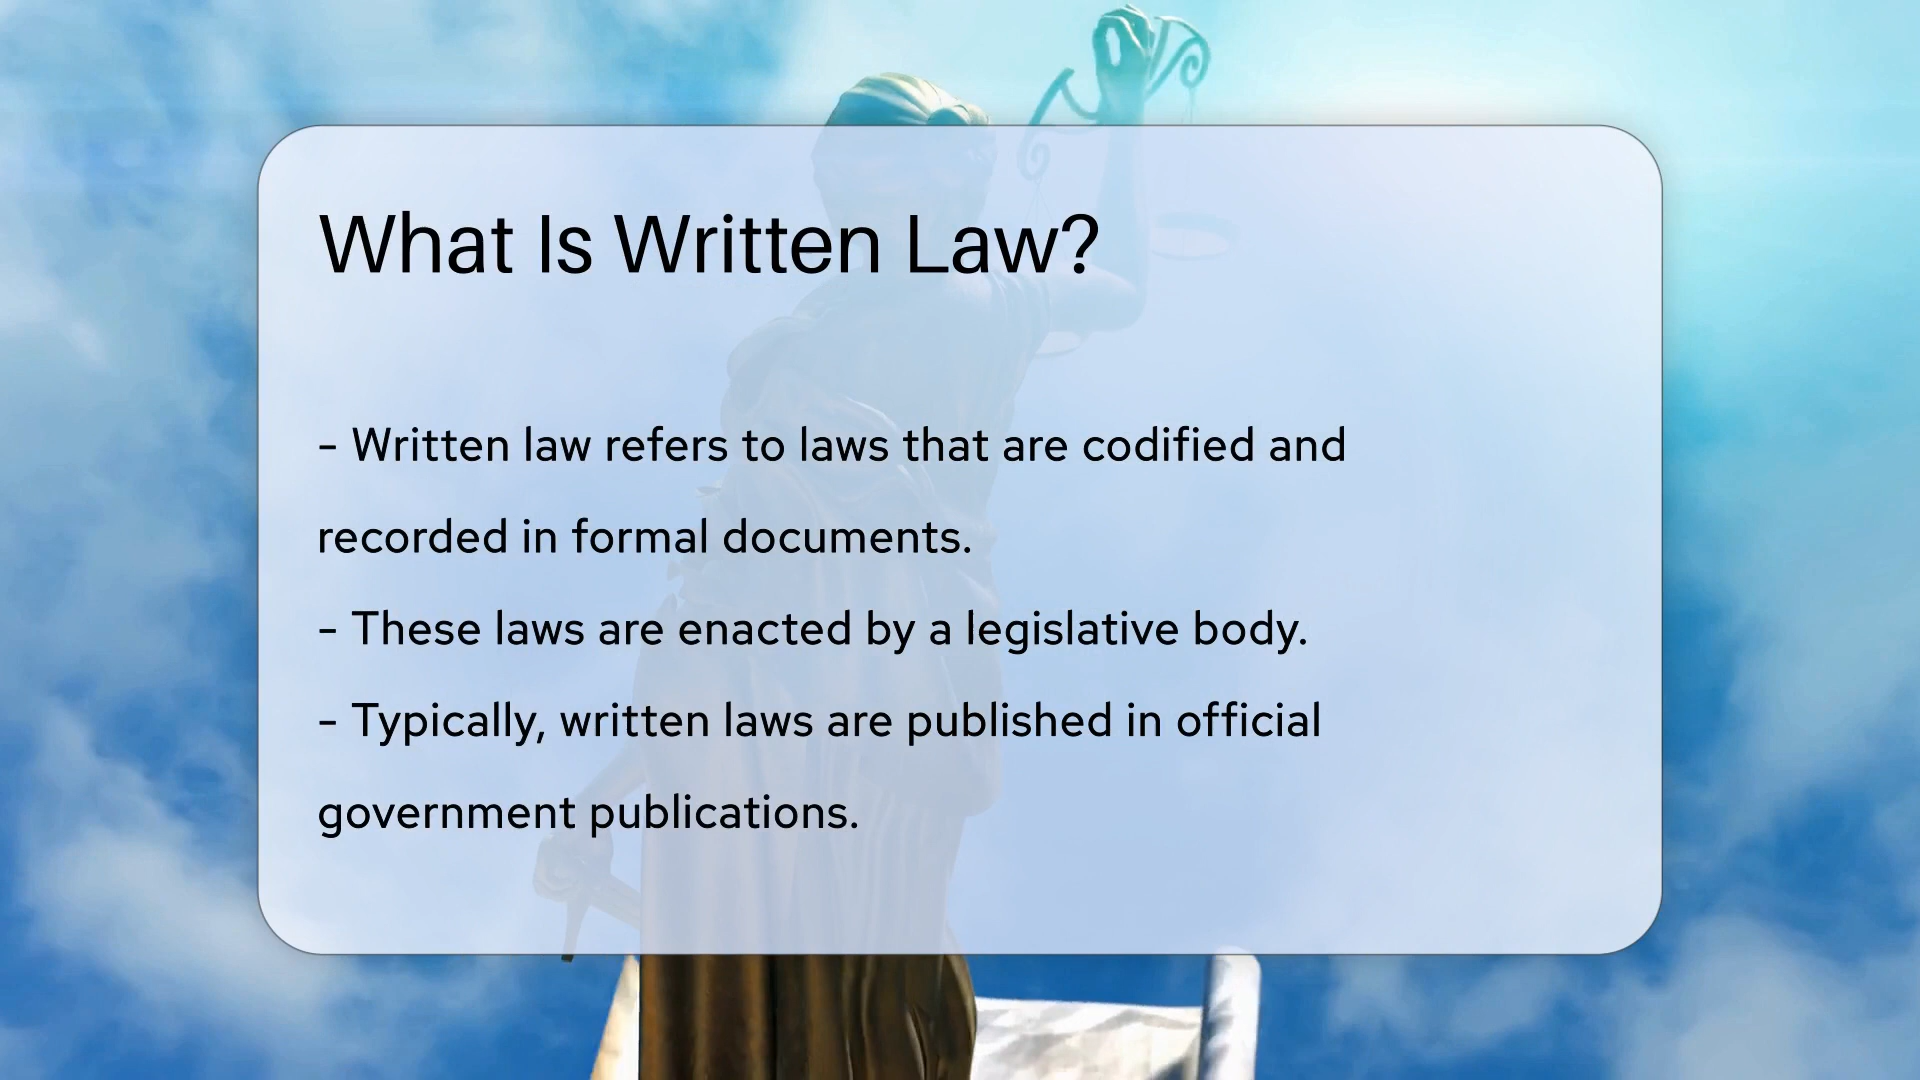 What Is Written Law?
- Written law refers to laws that are codified and
recorded in formal documents.
- These laws are enacted by a legislative body.
- Typically, written laws are published in official
government publications.